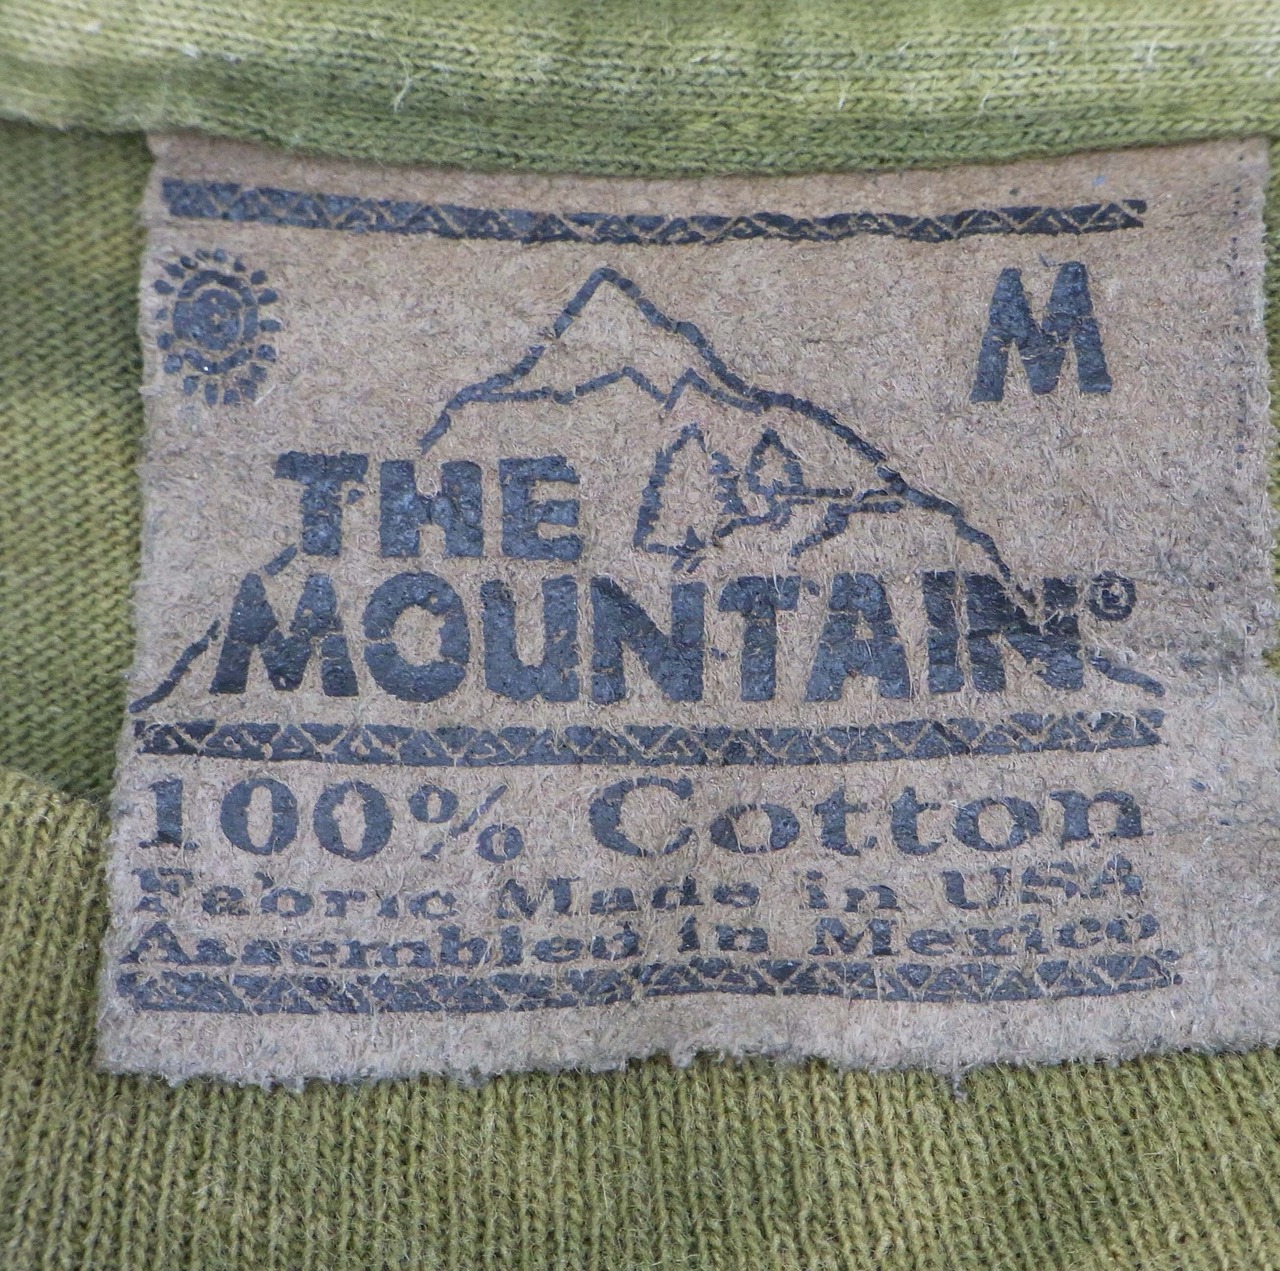 M
THE
MOUNTAIN®
100% Cotton
Fabric Made in USA
Assembled in Mexico